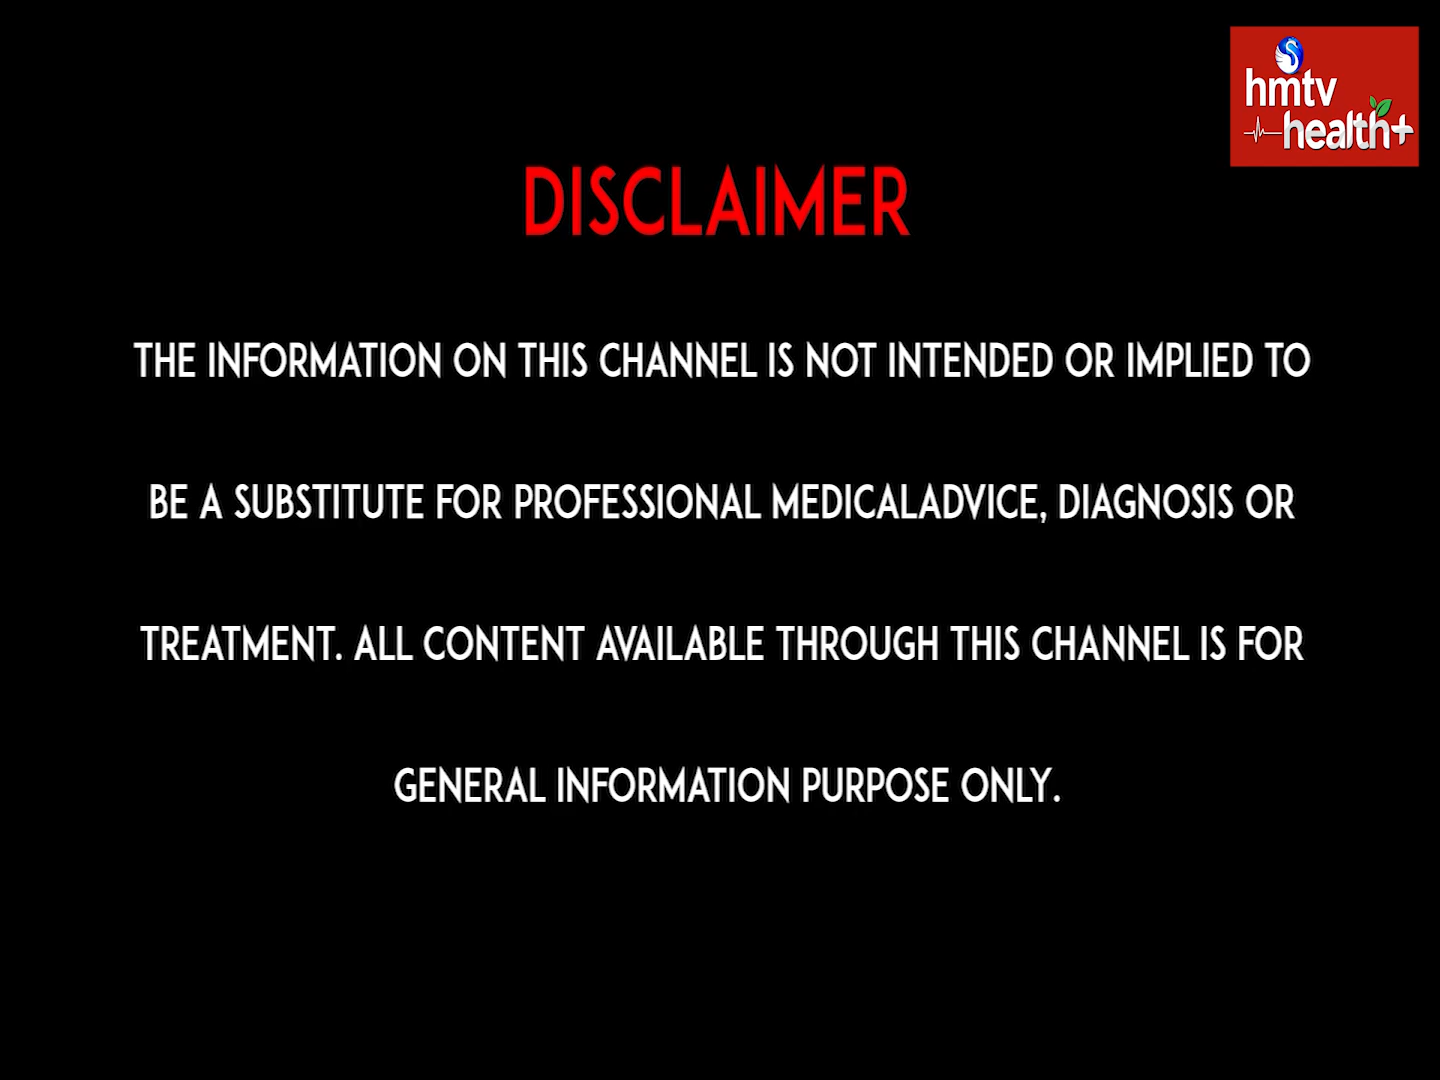 hmtv
health+
DISCLAIMER
THE INFORMATION ON THIS CHANNEL IS NOT INTENDED OR IMPLIED TO
BE A SUBSTITUTE FOR PROFESSIONAL MEDICALADVICE, DIAGNOSIS OR
TREATMENT. ALL CONTENT AVAILABLE THROUGH THIS CHANNEL IS FOR
GENERAL INFORMATION PURPOSE ONLY.